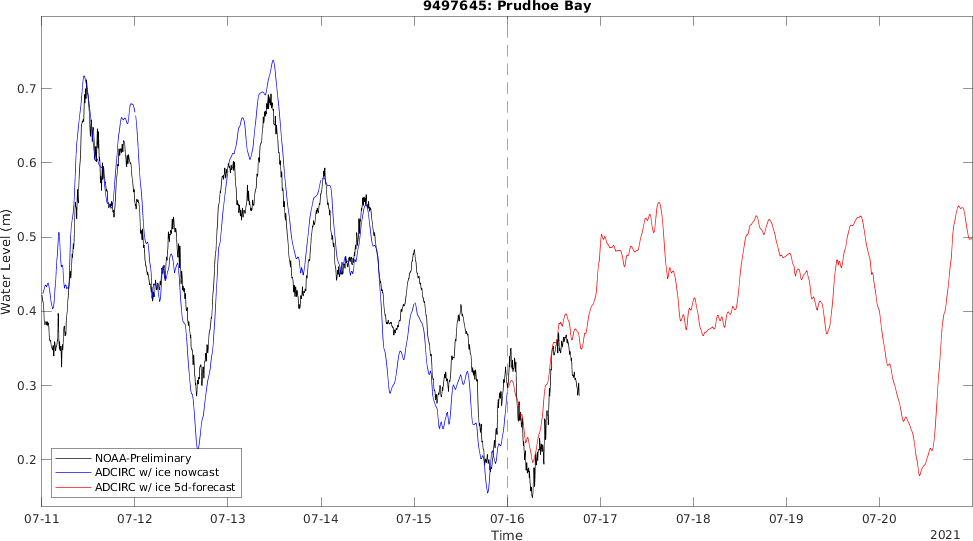 9497645: Prudhoe Bay
Water Level (m)
0.7
0.6
0.5
0.4
0.3
0.2
NOAA-Preliminary
ADCIRC w/ ice nowcast
ADCIRC w/ ice 5d-forecast
07-11 07-12 07-13 07-14 07-15 07-16 07-17 07-18 07-19 07-20
Time
2021